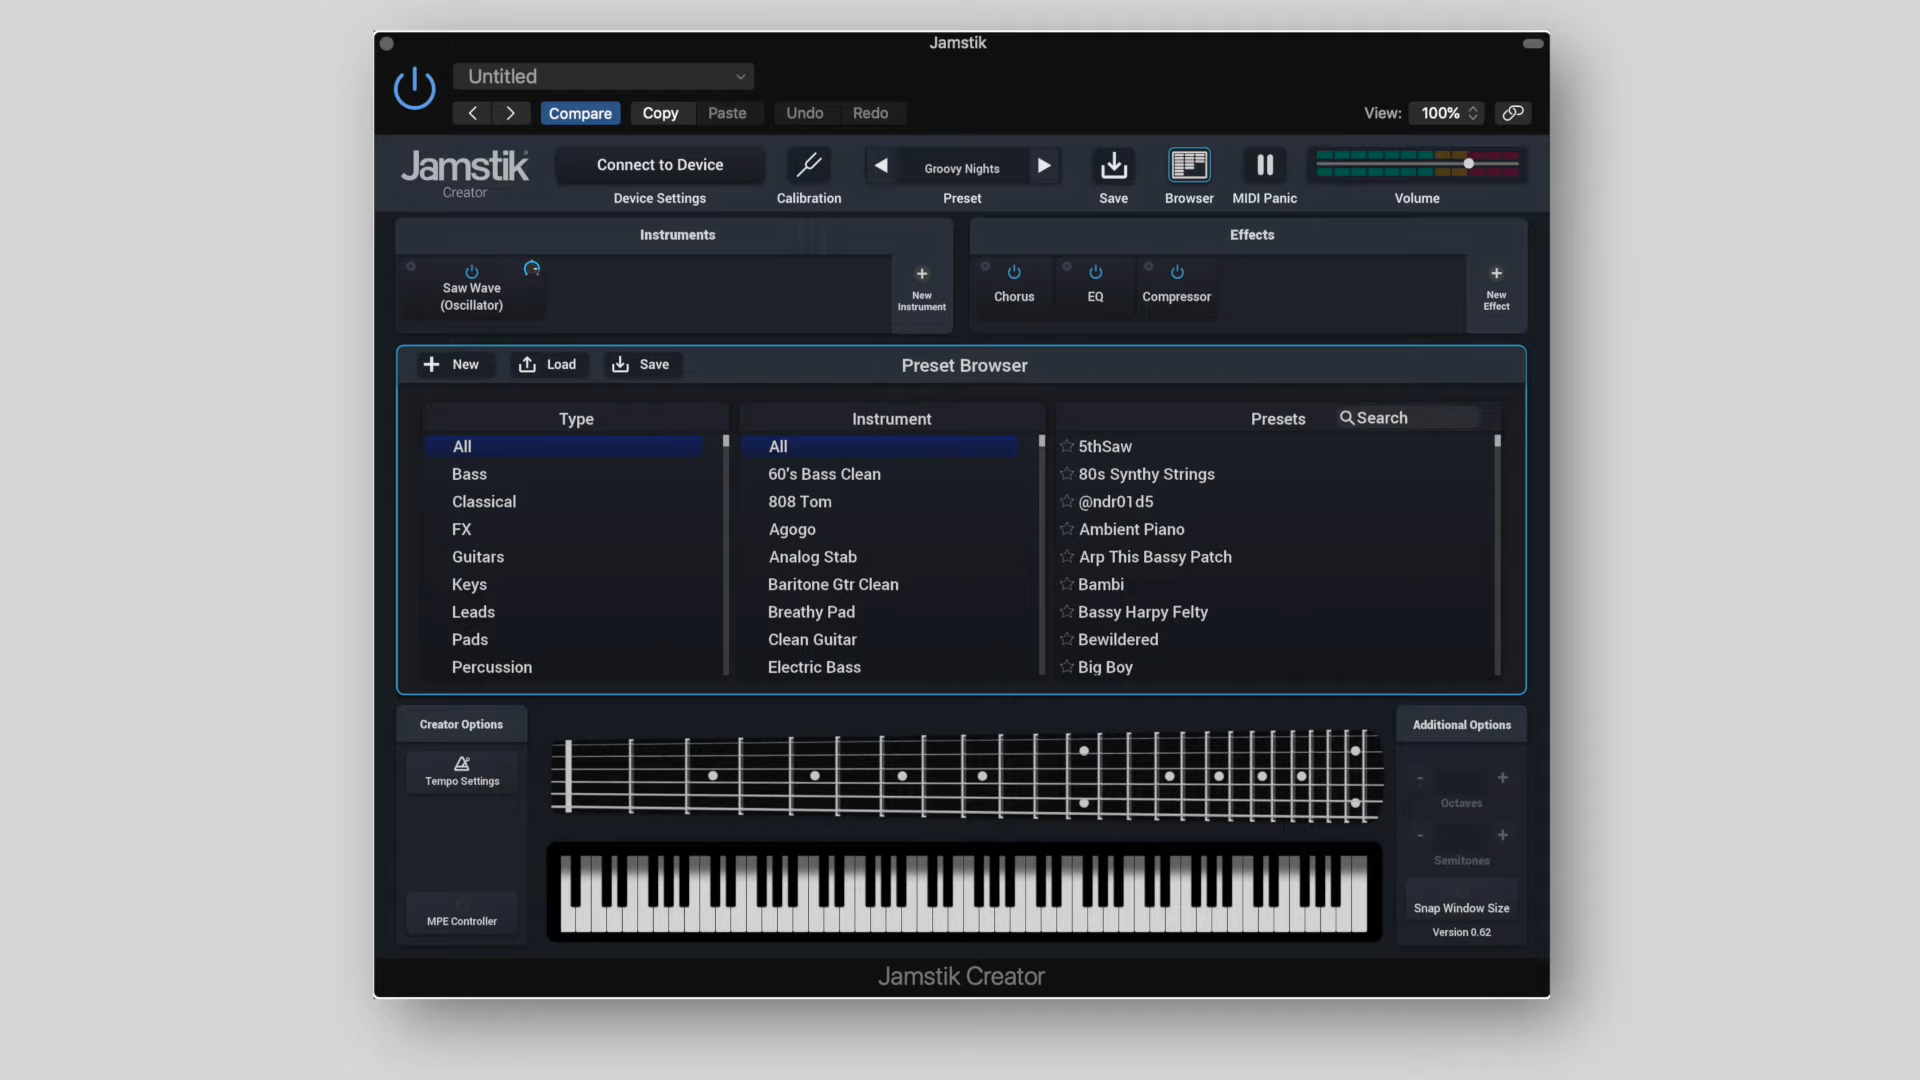 Jamstik
Untitled
Compare
Copy
Paste
Undo
Redo
View:
100%
Jamstik
Creator
Connect to Device
Device Settings
Calibration
Groovy Nights
Preset
Save
Browser
MIDI Panic
Volume
Instruments
Saw Wave
(Oscillator)
New
Instrument
Effects
Chorus
EQ
Compressor
New
Effect
New
Load
Save
Preset Browser
Type
All
Bass
Classical
FX
Guitars
Keys
Leads
Pads
Percussion
Instrument
All
60's Bass Clean
808 Tom
Agogo
Analog Stab
Baritone Gtr Clean
Breathy Pad
Clean Guitar
Electric Bass
Presets
Search
5thSaw
80s Synthy Strings
@ndr01d5
Ambient Piano
Arp This Bassy Patch
Bambi
Bassy Harpy Felty
Bewildered
Big Boy
Creator Options
Tempo Settings
MPE Controller
Additional Options
- +
Octaves
- +
Semitones
Snap Window Size
Version 0.62
Jamstik Creator